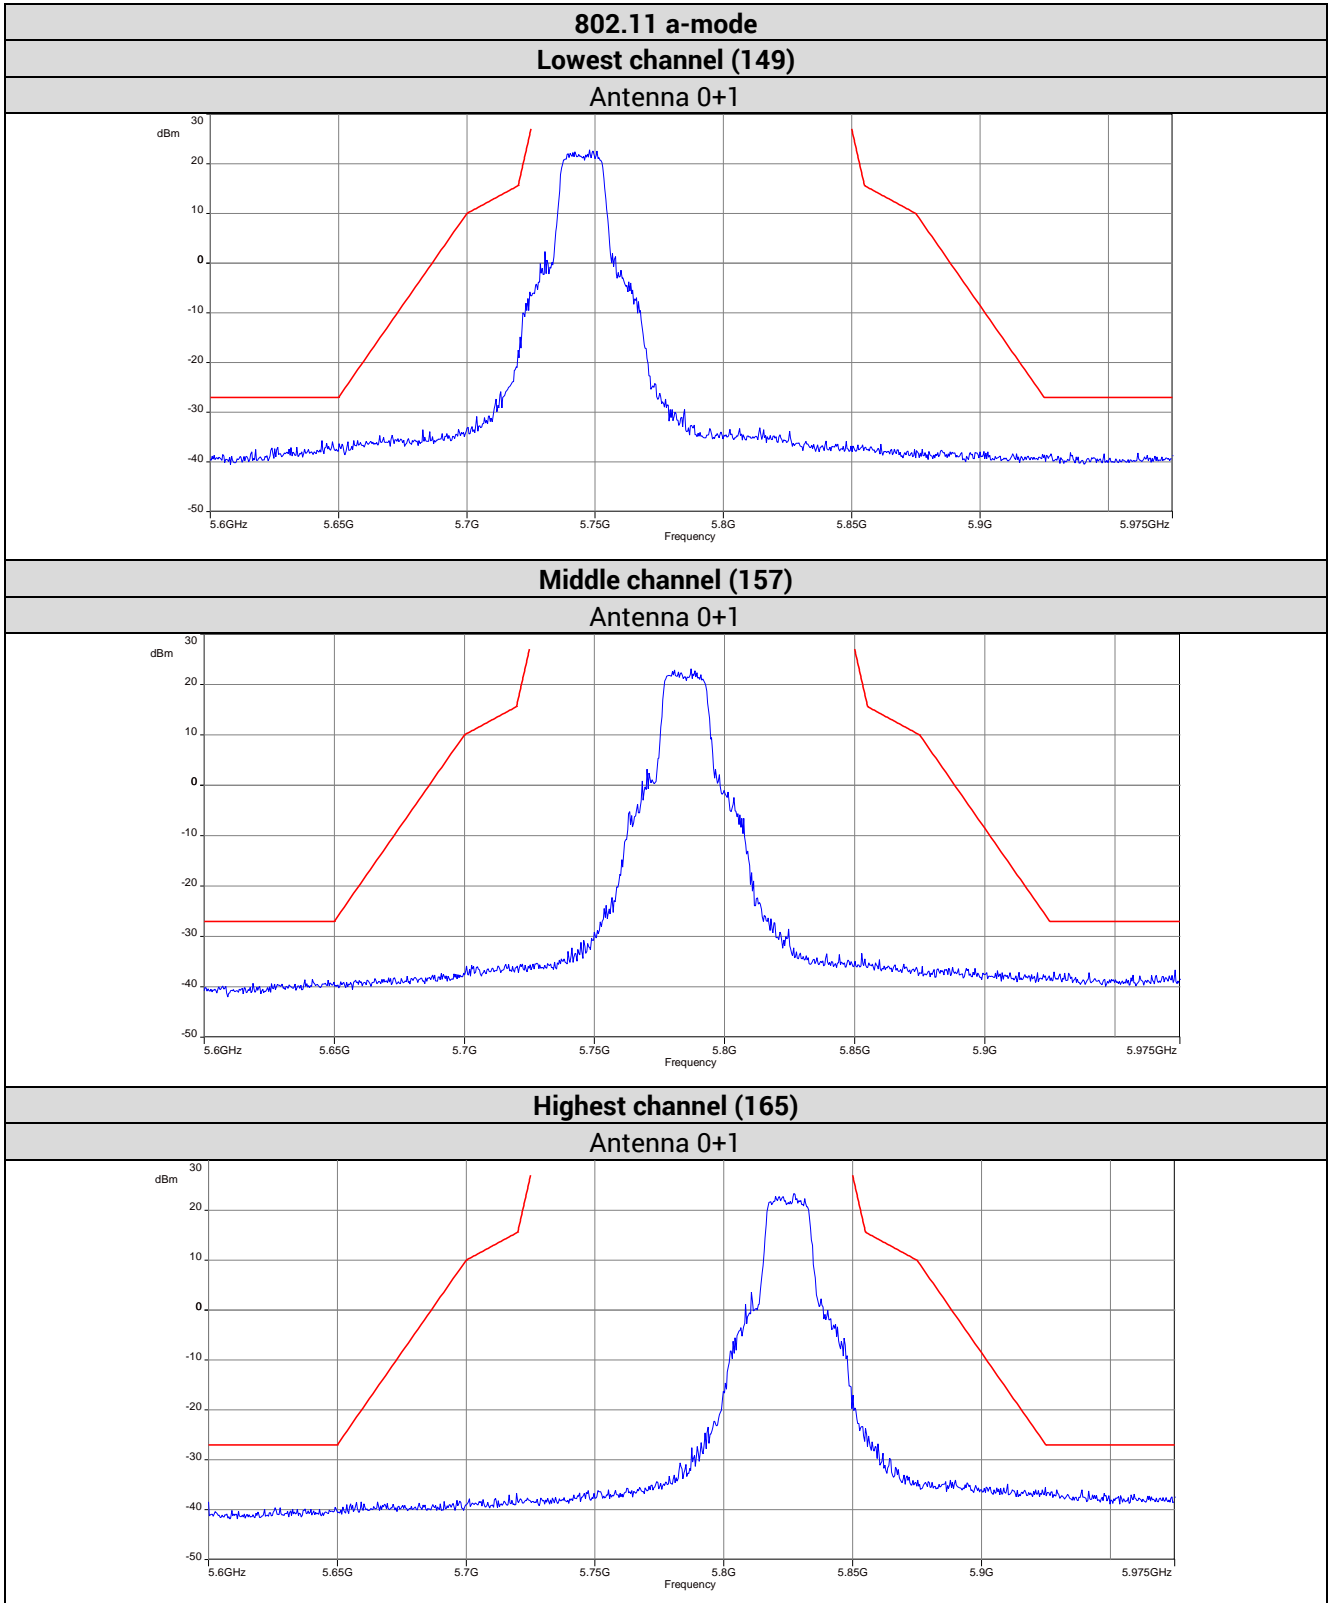 802.11 a-mode
Lowest channel (149)
Antenna 0+1
30
dBm
20
10
0
-10
-20
-30
-40
-50
5.6GHz 5.65G 5.7G 5.75G 5.8G 5.85G 5.9G 5.975GHz
Frequency
Middle channel (157)
Antenna 0+1
30
dBm
20
10
0
-10
-20
-30
-40
-50
5.6GHz 5.65G 5.7G 5.75G 5.8G 5.85G 5.9G 5.975GHz
Frequency
Highest channel (165)
Antenna 0+1
30
dBm
20
10
0
-10
-20
-30
-40
-50
5.6GHz 5.65G 5.7G 5.75G 5.8G 5.85G 5.9G 5.975GHz
Frequency